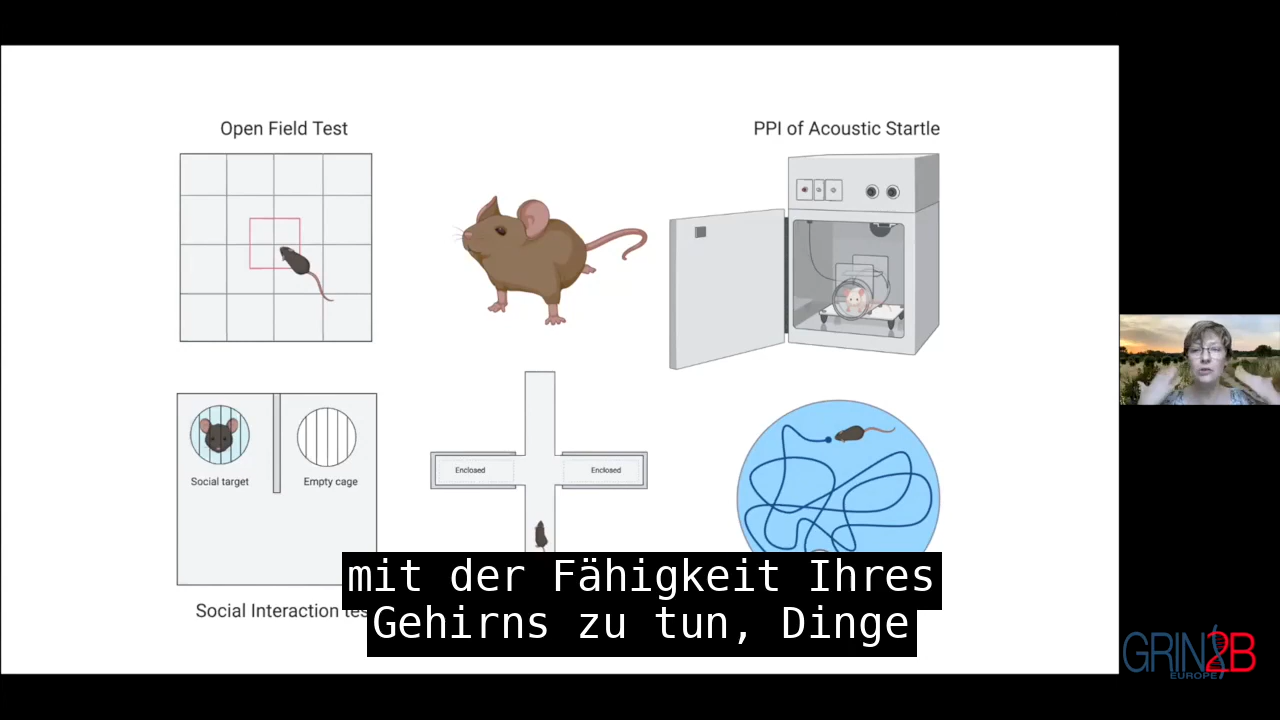 Open Field Test
PPI of Acoustic Startle
Social target
Empty cage
Enclosed
Enclosed
Social Interaction
mit der Fähigkeit Ihres
Gehirns zu tun, Dinge
GRIN2B
EUROPE